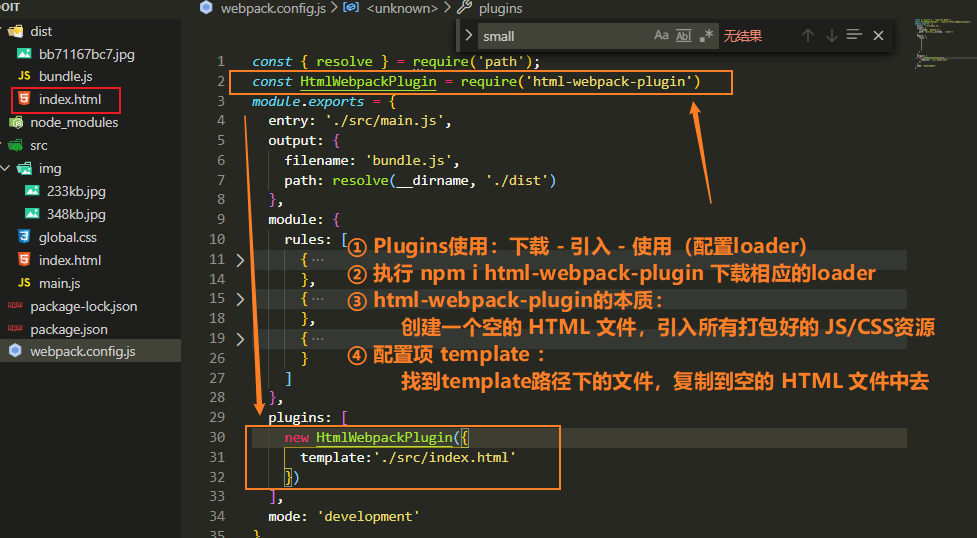 OIT
dist
bb71167bc7.jpg
JS bundle.js
index.html
node_modules
src
img
233kb.jpg
348kb.jpg
global.css
index.html
JS main.js
package-lock.json
package.json
webpack.config.js
webpack.config.js > <unknown> > plugins
small
Aa Ab .* 无结果
1 const { resolve } = require('path');
2 const HtmlWebpackPlugin = require('html-webpack-plugin')
3 module.exports = {
4 entry: './src/main.js',
5 output: {
6 filename: 'bundle.js',
7 path: resolve(__dirname, './dist')
8 },
9 module: {
10 rules: [
11 { ...
14 },
15 { ...
18 },
19 { ...
26 }
27 ]
28 },
29 plugins: [
30 new HtmlWebpackPlugin({
31 template:'./src/index.html'
32 })
33 ],
34 mode: 'development'
35 }
① Plugins使用：下载 - 引入 - 使用（配置loader）
② 执行 npm i html-webpack-plugin 下载相应的loader
③ html-webpack-plugin的本质：
创建一个空的 HTML 文件，引入所有打包好的 JS/CSS资源
④ 配置项 template ：
找到template路径下的文件，复制到空的 HTML 文件中去